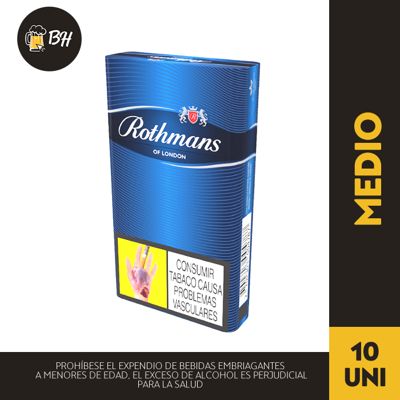 BH
Rothmans
OF LONDON
CONSUMIR
TABACO CAUSA
PROBLEMAS
VASCULARES
MEDIO
10
UNI
PROHÍBESE EL EXPENDIO DE BEBIDAS EMBRIAGANTES
A MENORES DE EDAD, EL EXCESO DE ALCOHOL ES PERJUDICIAL
PARA LA SALUD